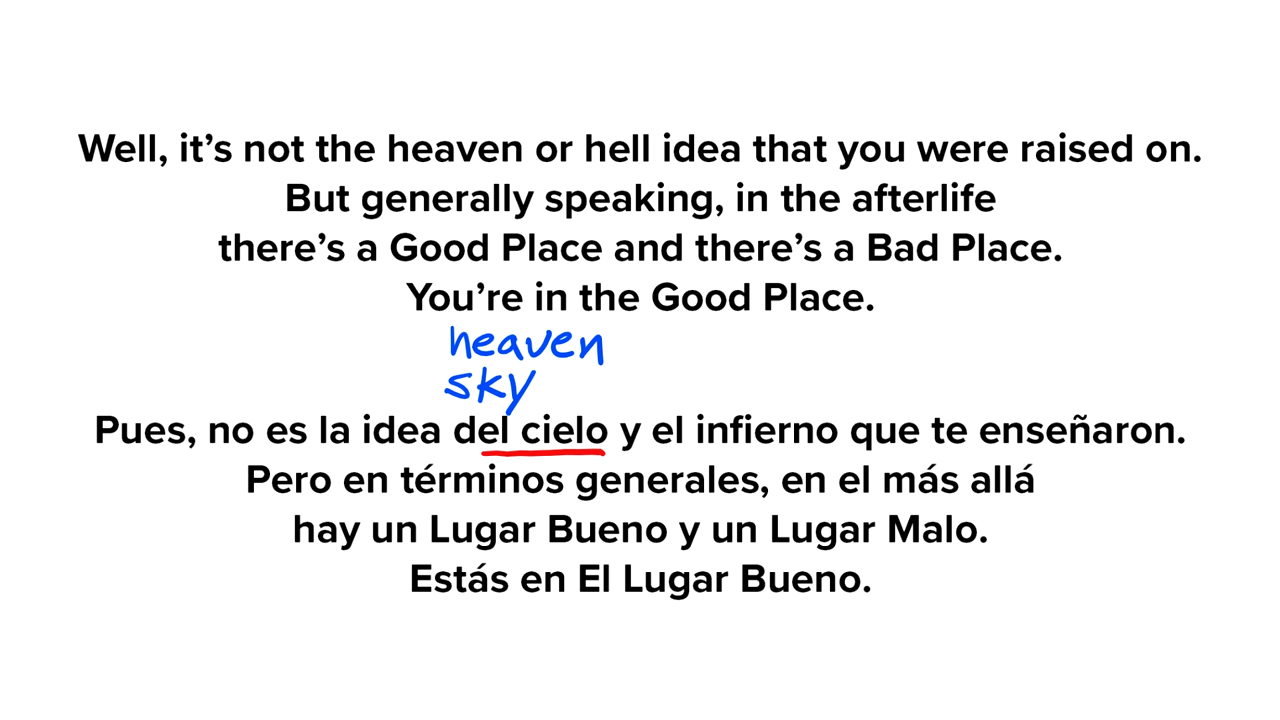 Well, it’s not the heaven or hell idea that you were raised on.
But generally speaking, in the afterlife
there’s a Good Place and there’s a Bad Place.
You’re in the Good Place.
heaven
sky
Pues, no es la idea del cielo y el infierno que te enseñaron.
Pero en términos generales, en el más allá
hay un Lugar Bueno y un Lugar Malo.
Estás en El Lugar Bueno.